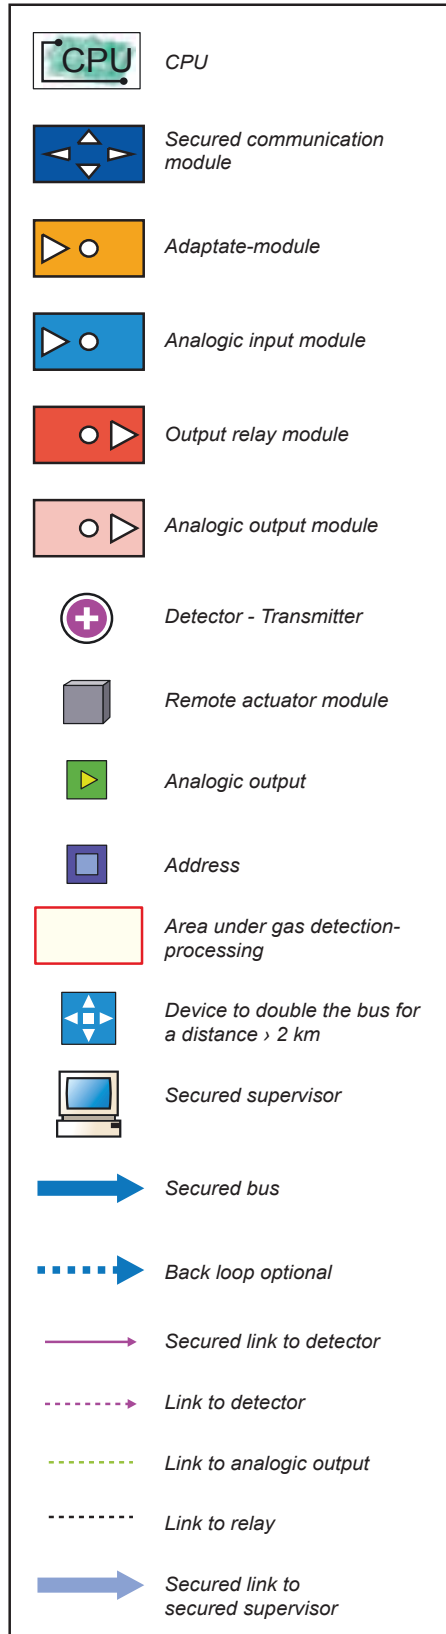 CPU
CPU
Secured communication
module
Adaptate-module
Analogic input module
Output relay module
Analogic output module
Detector - Transmitter
Remote actuator module
Analogic output
Address
Area under gas detection-
processing
Device to double the bus for
a distance › 2 km
Secured supervisor
Secured bus
Back loop optional
Secured link to detector
Link to detector
Link to analogic output
Link to relay
Secured link to
secured supervisor